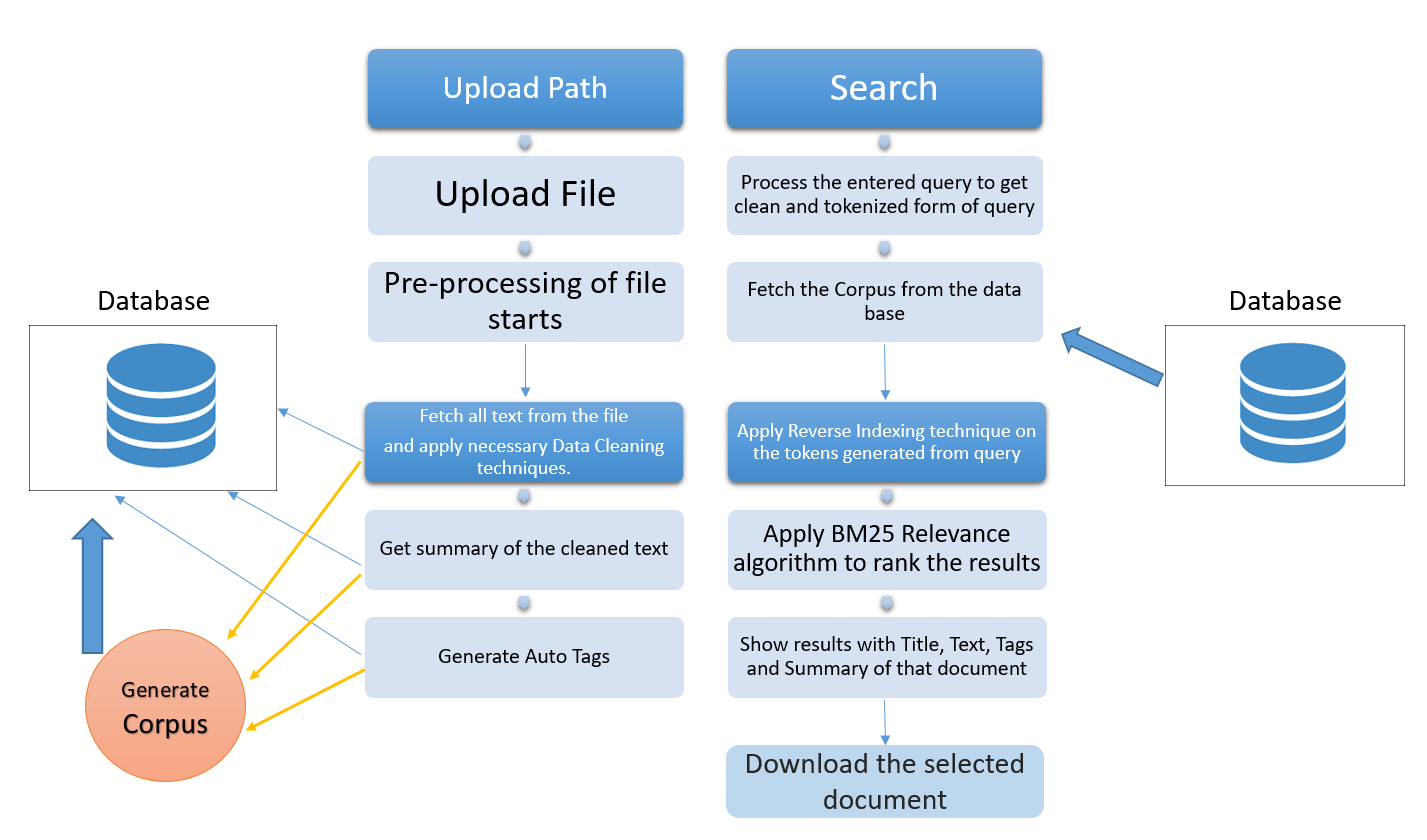 Upload Path
Upload File
Pre-processing of file
starts
Fetch all text from the file
and apply necessary Data Cleaning
techniques.
Get summary of the cleaned text
Generate Auto Tags
Database
Generate
Corpus
Search
Process the entered query to get
clean and tokenized form of query
Fetch the Corpus from the data
base
Apply Reverse Indexing technique on
the tokens generated from query
Apply BM25 Relevance
algorithm to rank the results
Show results with Title, Text, Tags
and Summary of that document
Download the selected
document
Database